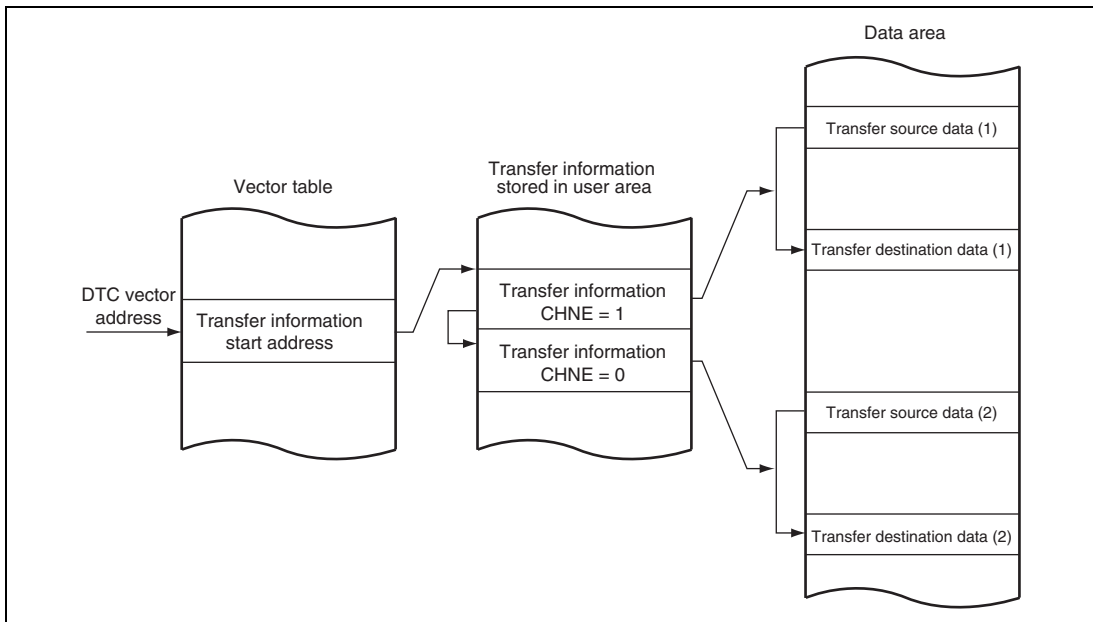 Data area
Transfer source data (1)
Transfer information
stored in user area
Vector table
Transfer destination data (1)
DTC vector
address
Transfer information
CHNE = 1
Transfer information
start address
Transfer information
CHNE = 0
Transfer source data (2)
Transfer destination data (2)